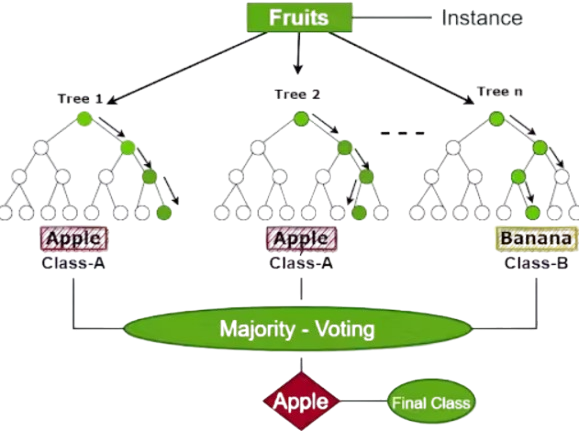 Fruits
Instance
Tree 1
Tree 2
Tree n
Apple
Apple
Banana
Class-A
Class-A
Class-B
Majority - Voting
Apple
Final Class